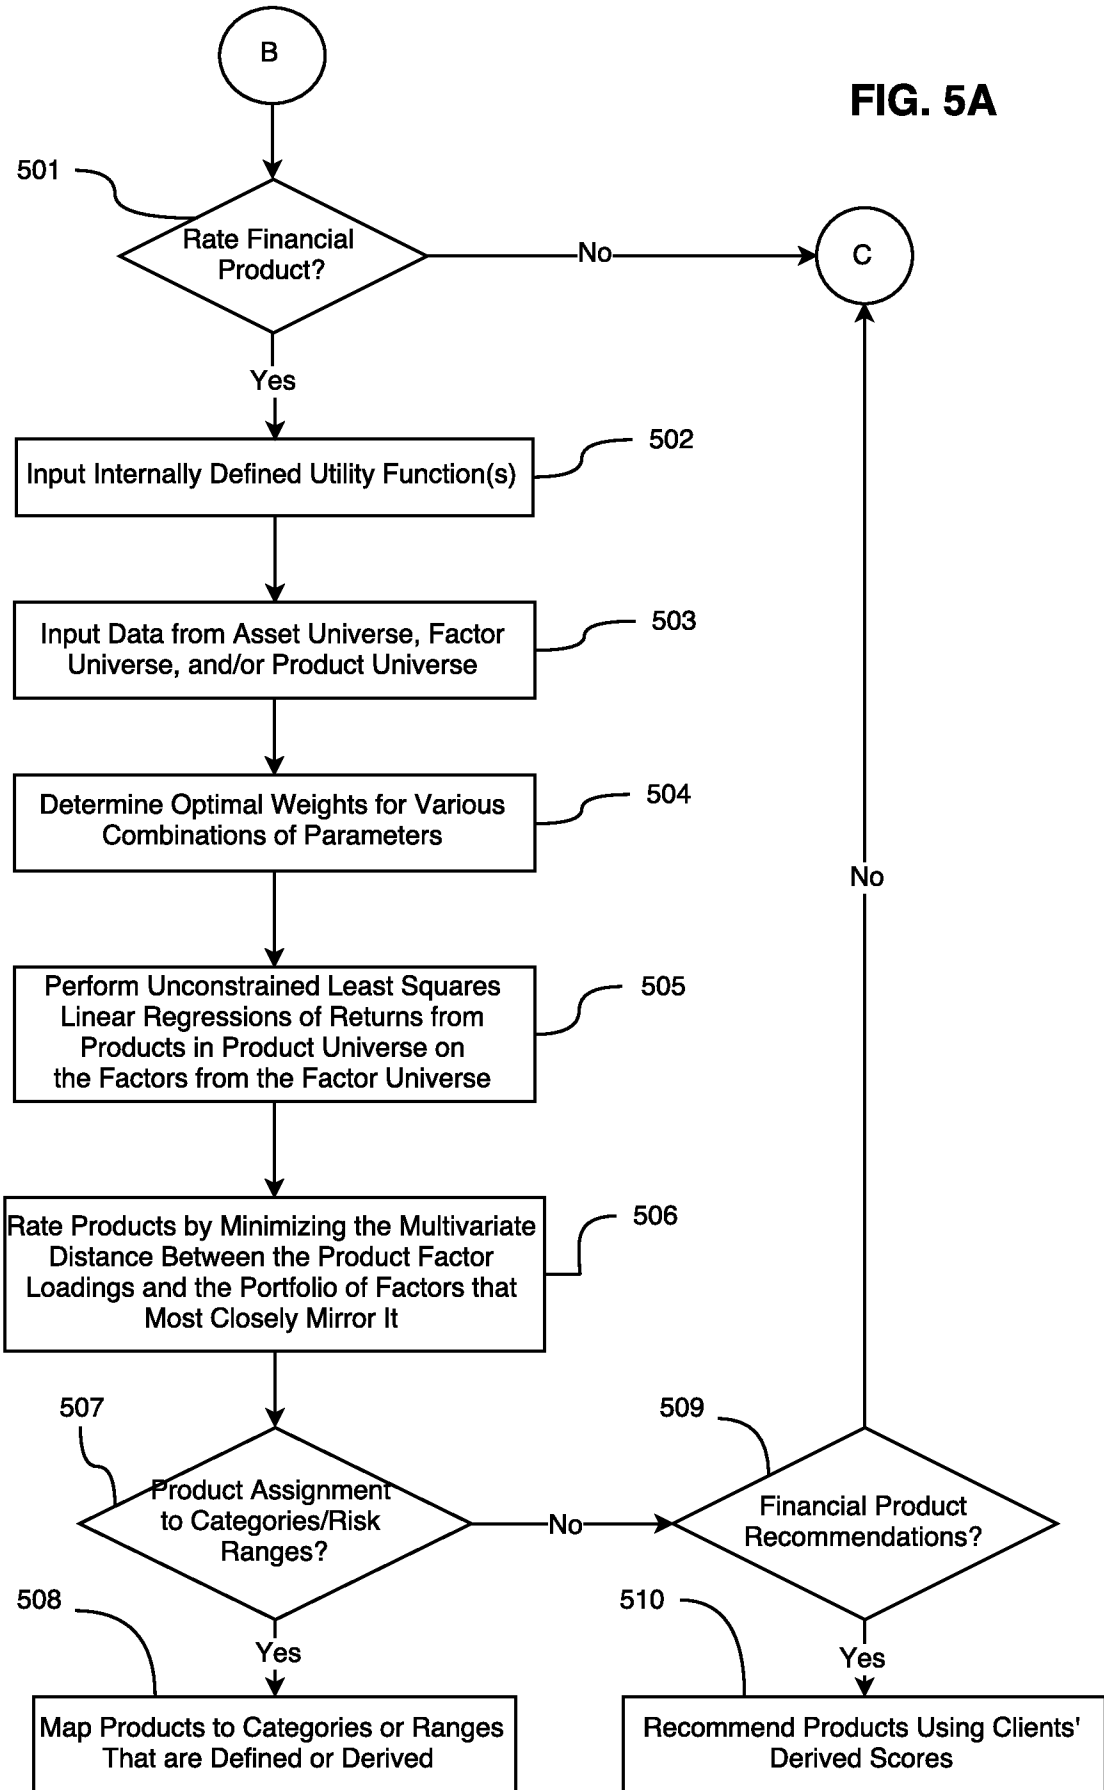 B
FIG. 5A
501
Rate Financial
Product?
No
C
Yes
502
Input Internally Defined Utility Function(s)
503
Input Data from Asset Universe, Factor
Universe, and/or Product Universe
504
Determine Optimal Weights for Various
Combinations of Parameters
No
505
Perform Unconstrained Least Squares
Linear Regressions of Returns from
Products in Product Universe on
the Factors from the Factor Universe
506
Rate Products by Minimizing the Multivariate
Distance Between the Product Factor
Loadings and the Portfolio of Factors that
Most Closely Mirror It
507
Product Assignment
to Categories/Risk
Ranges?
No
509
Financial Product
Recommendations?
508
Yes
Map Products to Categories or Ranges
That are Defined or Derived
510
Yes
Recommend Products Using Clients'
Derived Scores